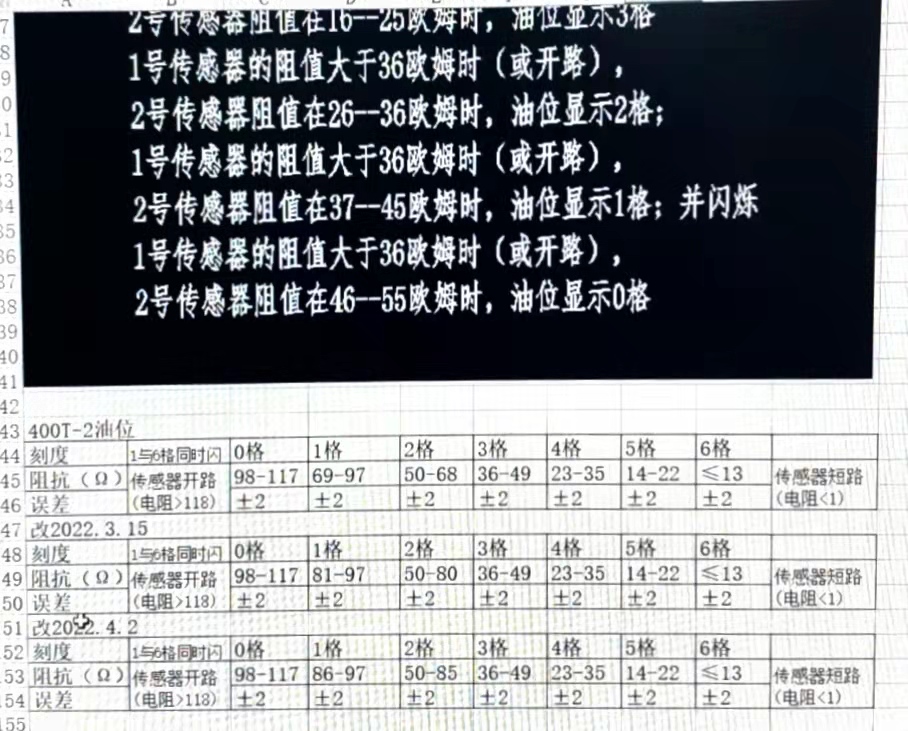 2号传感器阻值在16--25欧姆时，油位显示3格
1号传感器的阻值大于36欧姆时（或开路），
2号传感器阻值在26--36欧姆时，油位显示2格；
1号传感器的阻值大于36欧姆时（或开路），
2号传感器阻值在37--45欧姆时，油位显示1格；并闪烁
1号传感器的阻值大于36欧姆时（或开路），
2号传感器阻值在46--55欧姆时，油位显示0格
42
43 400T-2油位
44 刻度 1与6格同时闪 0格 1格 2格 3格 4格 5格 6格
45 阻抗（Ω） 传感器开路 98-117 69-97 50-68 36-49 23-35 14-22 ≤13 传感器短路
46 误差 （电阻>118） ±2 ±2 ±2 ±2 ±2 ±2 ±2 （电阻<1）
47 改2022.3.15
48 刻度 1与6格同时闪 0格 1格 2格 3格 4格 5格 6格
49 阻抗（Ω） 传感器开路 98-117 81-97 50-80 36-49 23-35 14-22 ≤13 传感器短路
50 误差 （电阻>118） ±2 ±2 ±2 ±2 ±2 ±2 ±2 （电阻<1）
51 改2022.4.2
52 刻度 1与6格同时闪 0格 1格 2格 3格 4格 5格 6格
53 阻抗（Ω） 传感器开路 98-117 86-97 50-85 36-49 23-35 14-22 ≤13 传感器短路
54 误差 （电阻>118） ±2 ±2 ±2 ±2 ±2 ±2 ±2 （电阻<1）
155